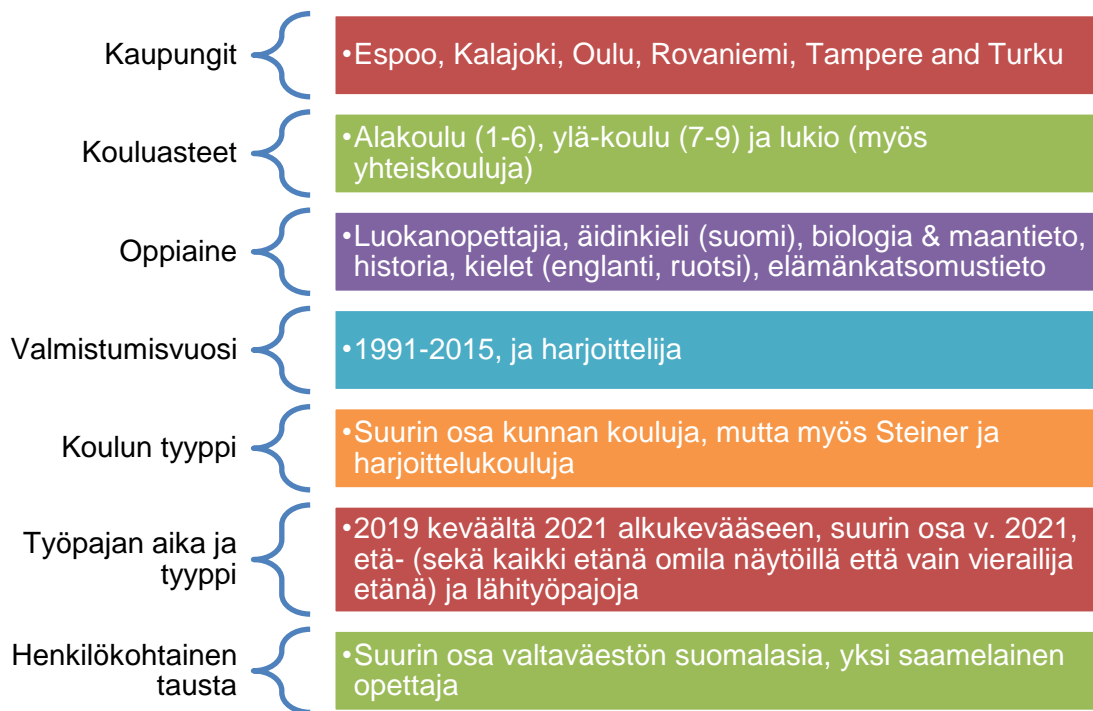 Kaupungit
•Espoo, Kalajoki, Oulu, Rovaniemi, Tampere and Turku
Kouluasteet
•Alakoulu (1-6), ylä-koulu (7-9) ja lukio (myös
yhteiskouluja)
Oppiaine
•Luokanopettajia, äidinkieli (suomi), biologia & maantieto,
historia, kielet (englanti, ruotsi), elämänkatsomustieto
Valmistumisvuosi
•1991-2015, ja harjoittelija
Koulun tyyppi
•Suurin osa kunnan kouluja, mutta myös Steiner ja
harjoittelukouluja
Työpajan aika ja
tyyppi
•2019 keväältä 2021 alkukevääseen, suurin osa v. 2021,
etä- (sekä kaikki etänä omila näytöillä että vain vierailija
etänä) ja lähityöpajoja
Henkilökohtainen
tausta
•Suurin osa valtaväestön suomalasia, yksi saamelainen
opettaja